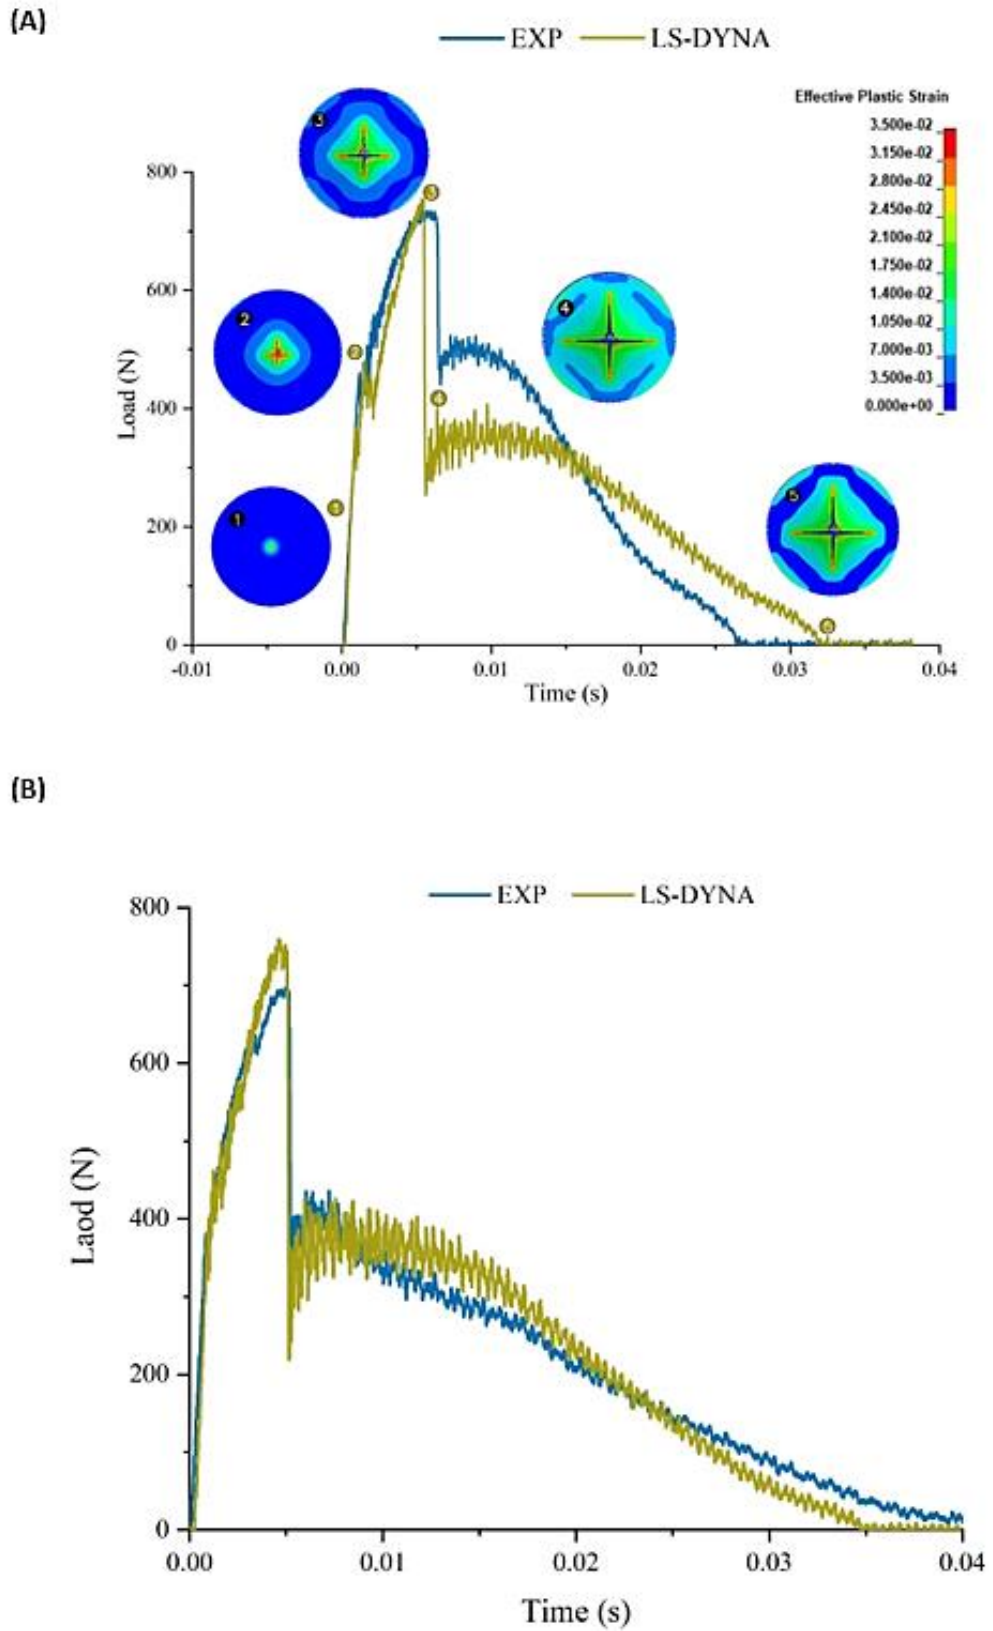 (A)
EXP LS-DYNA
Effective Plastic Strain
3.500e-02
3.150e-02
2.800e-02
2.450e-02
2.100e-02
1.750e-02
1.400e-02
1.050e-02
7.000e-03
3.500e-03
0.000e+00
3
2
1
4
5
800
600
400
200
0
Load (N)
-0.01 0.00 0.01 0.02 0.03 0.04
Time (s)
(B)
EXP LS-DYNA
800
600
400
200
0
Laod (N)
0.00 0.01 0.02 0.03 0.04
Time (s)